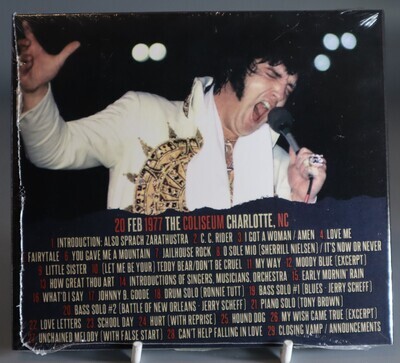 20 FEB 1977 THE COLISEUM CHARLOTTE, NC
1 INTRODUCTION: ALSO SPRACH ZARATHUSTRA 2 C.C. RIDER 3 I GOT A WOMAN / AMEN 4 LOVE ME
FAIRYTALE 6 YOU GAVE ME A MOUNTAIN 7 JAILHOUSE ROCK 8 O SOLE MIO (SHERRILL NIELSEN) / IT'S NOW OR NEVER
9 LITTLE SISTER 10 (LET ME BE YOUR) TEDDY BEAR/DON'T BE CRUEL 11 MY WAY 12 MOODY BLUE (EXCERPT)
13 HOW GREAT THOU ART 14 INTRODUCTIONS OF SINGERS, MUSICIANS, ORCHESTRA 15 EARLY MORNIN' RAIN
16 WHAT'D I SAY 17 JOHNNY B. GOODE 18 DRUM SOLO (RONNIE TUTT) 19 BASS SOLO #1 (BLUES - JERRY SCHEFF)
20 BASS SOLO #2 (BATTLE OF NEW ORLEANS - JERRY SCHEFF) 21 PIANO SOLO (TONY BROWN)
22 LOVE LETTERS 23 SCHOOL DAY 24 HURT (WITH REPRISE) 25 HOUND DOG 26 MY WISH CAME TRUE (EXCERPT)
27 UNCHAINED MELODY (WITH FALSE START) 28 CAN'T HELP FALLING IN LOVE 29 CLOSING VAMP / ANNOUNCEMENTS